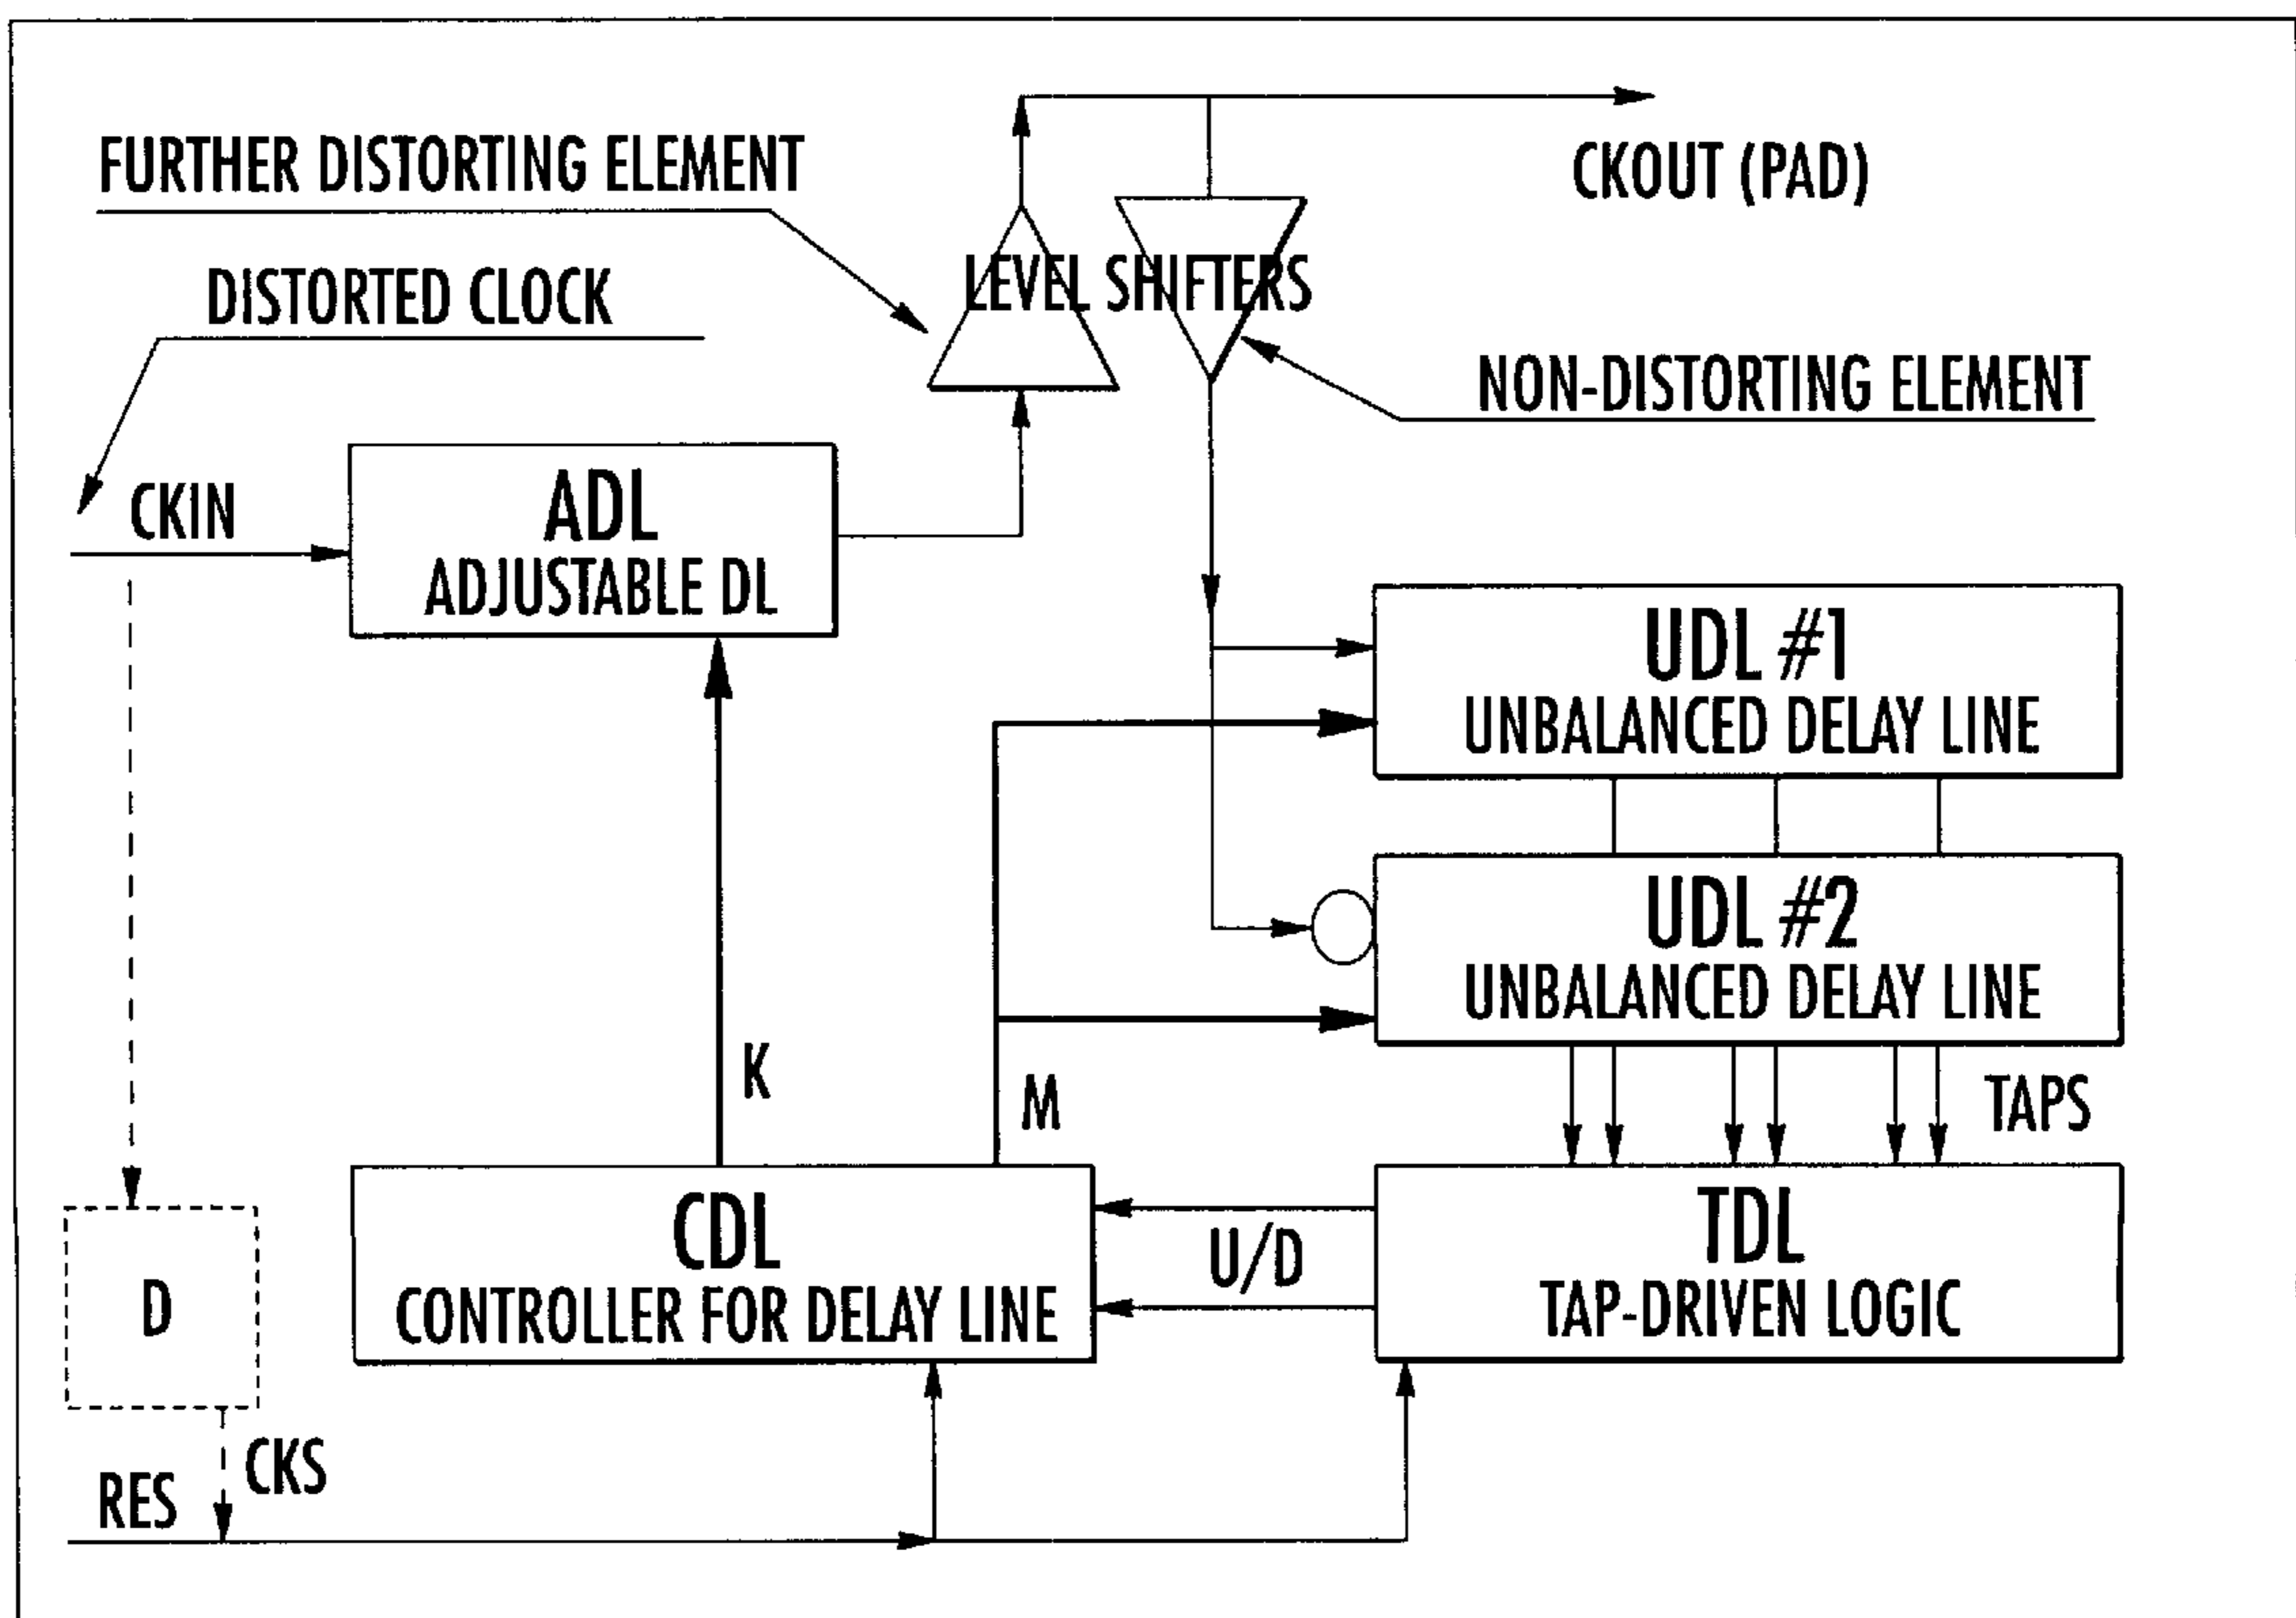 FURTHER DISTORTING ELEMENT
CKOUT (PAD)
DISTORTED CLOCK
LEVEL SHIFTERS
NON-DISTORTING ELEMENT
CKIN
ADL
ADJUSTABLE DL
UDL #1
UNBALANCED DELAY LINE
UDL #2
UNBALANCED DELAY LINE
K
M
TAPS
CDL
CONTROLLER FOR DELAY LINE
U/D
TDL
TAP-DRIVEN LOGIC
D
CKS
RES